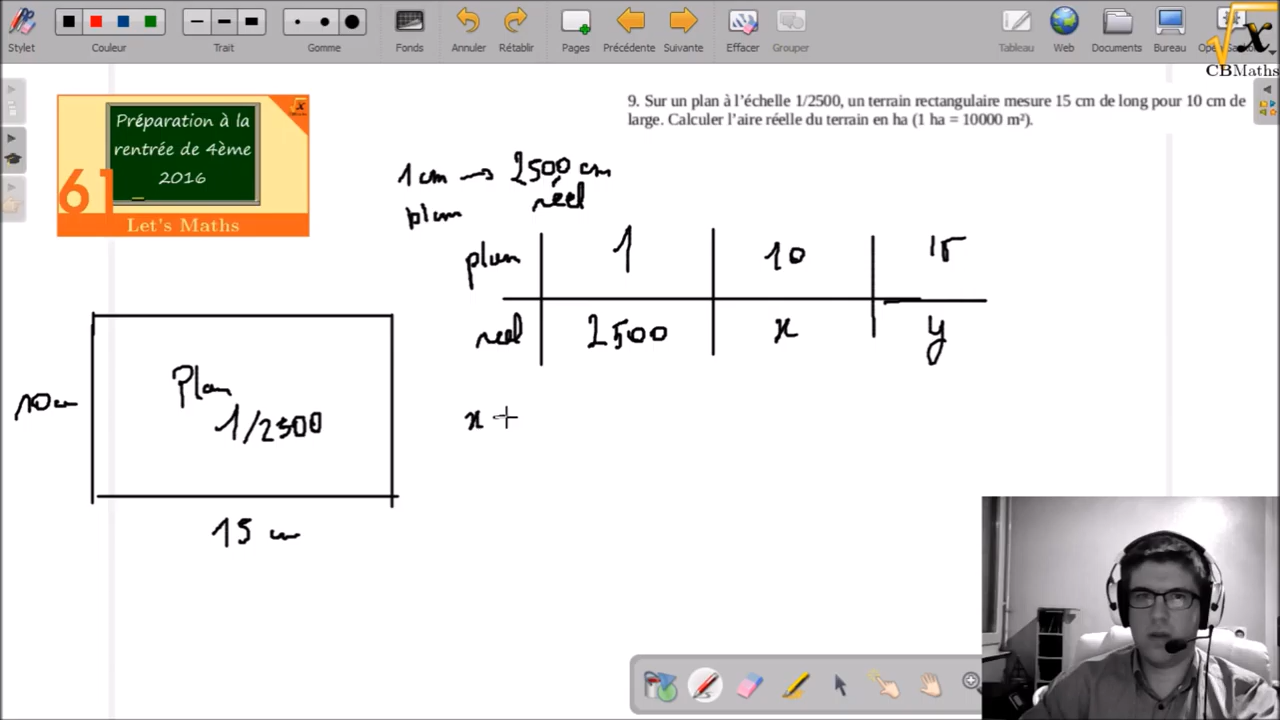 Stylet Couleur Trait Gomme Fonds Annuler Rétablir Pages Précédente Suivante Effacer Grouper Tableau Web Documents Bureau
CBMaths
9. Sur un plan à l'échelle 1/2500, un terrain rectangulaire mesure 15 cm de long pour 10 cm de
large. Calculer l'aire réelle du terrain en ha (1 ha = 10000 m²).
Préparation à la
rentrée de 4ème
2016
61
Let's Maths
1 cm → 2500 cm
plan réel
plan 1 10 15
réel 2500 x y
Plan
1/2500
10 cm
15 cm
x